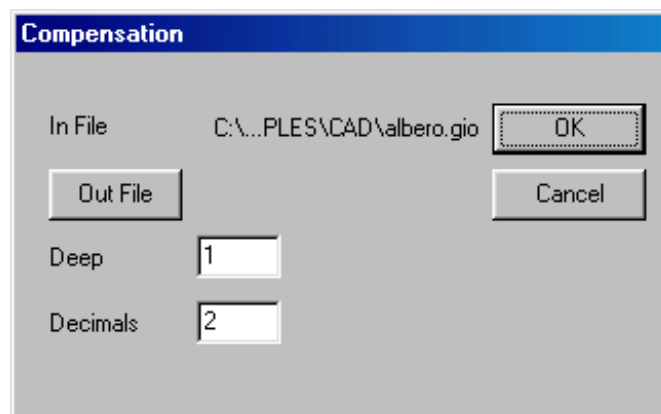 Compensation
In File C:\...PLES\CAD\albero.gio OK
Out File Cancel
Deep 1
Decimals 2